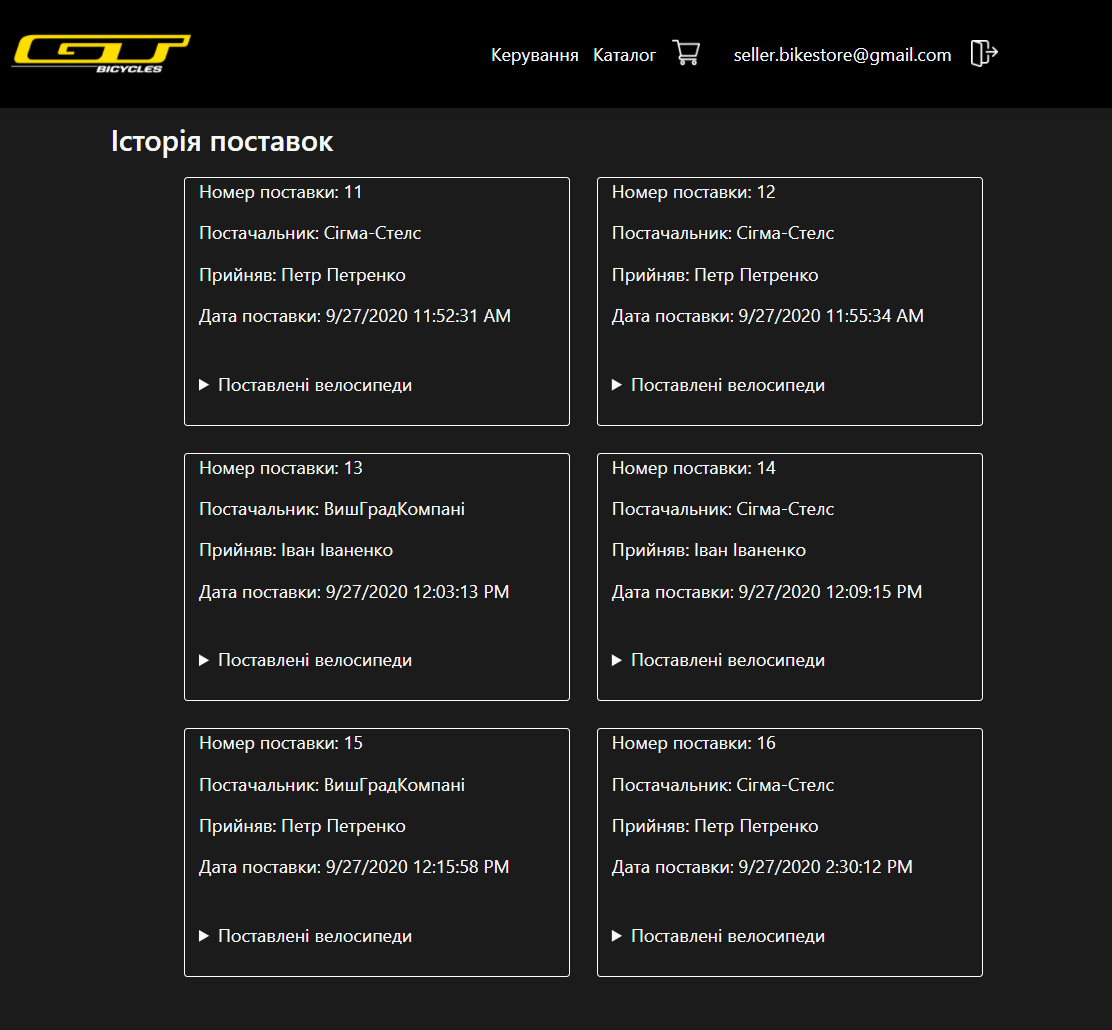 GT
BICYCLES
Керування Каталог seller.bikestore@gmail.com
Історія поставок
Номер поставки: 11
Постачальник: Сігма-Стелс
Прийняв: Петр Петренко
Дата поставки: 9/27/2020 11:52:31 AM
Поставлені велосипеди
Номер поставки: 12
Постачальник: Сігма-Стелс
Прийняв: Петр Петренко
Дата поставки: 9/27/2020 11:55:34 AM
Поставлені велосипеди
Номер поставки: 13
Постачальник: ВишГрадКомпані
Прийняв: Іван Іваненко
Дата поставки: 9/27/2020 12:03:13 PM
Поставлені велосипеди
Номер поставки: 14
Постачальник: Сігма-Стелс
Прийняв: Іван Іваненко
Дата поставки: 9/27/2020 12:09:15 PM
Поставлені велосипеди
Номер поставки: 15
Постачальник: ВишГрадКомпані
Прийняв: Петр Петренко
Дата поставки: 9/27/2020 12:15:58 PM
Поставлені велосипеди
Номер поставки: 16
Постачальник: Сігма-Стелс
Прийняв: Петр Петренко
Дата поставки: 9/27/2020 2:30:12 PM
Поставлені велосипеди